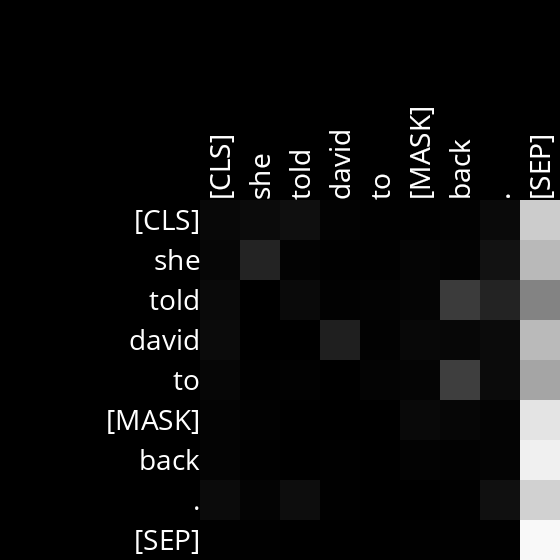 [CLS] she told david to [MASK] back . [SEP]
[CLS]
she
told
david
to
[MASK]
back
.
[SEP]